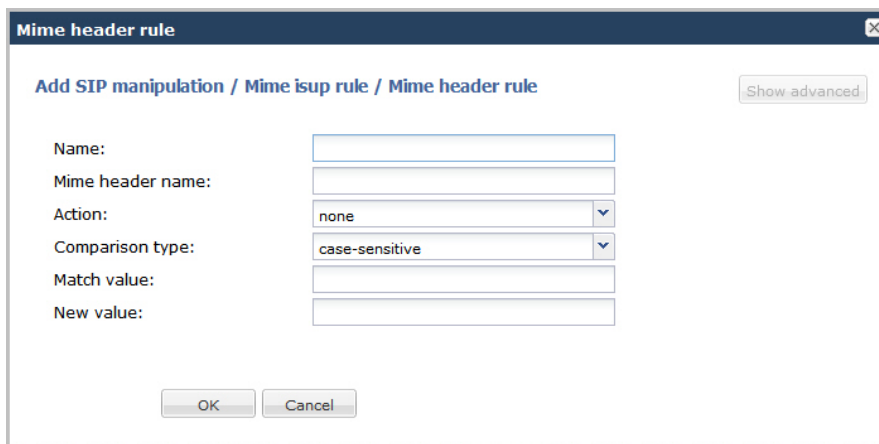 Mime header rule
Add SIP manipulation / Mime isup rule / Mime header rule
Show advanced
Name:
Mime header name:
Action: none
Comparison type: case-sensitive
Match value:
New value:
OK Cancel